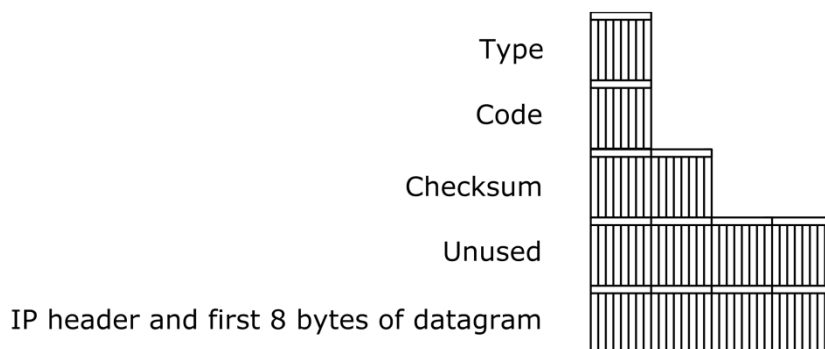 Type
Code
Checksum
Unused
IP header and first 8 bytes of datagram